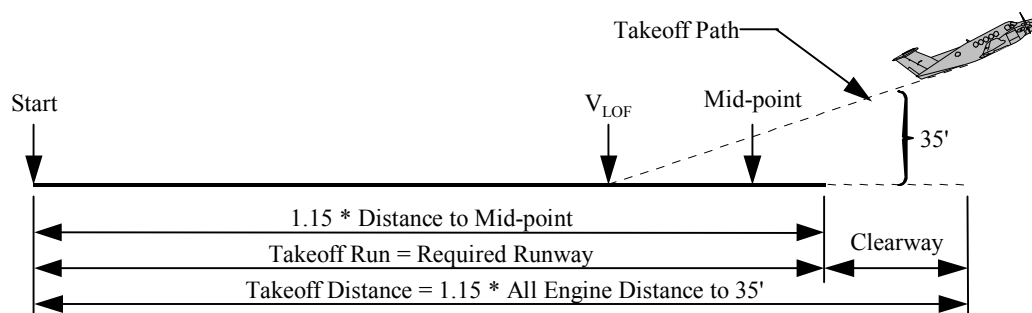 Takeoff Path
Start
V_LOF
Mid-point
35'
1.15 * Distance to Mid-point
Takeoff Run = Required Runway
Clearway
Takeoff Distance = 1.15 * All Engine Distance to 35'